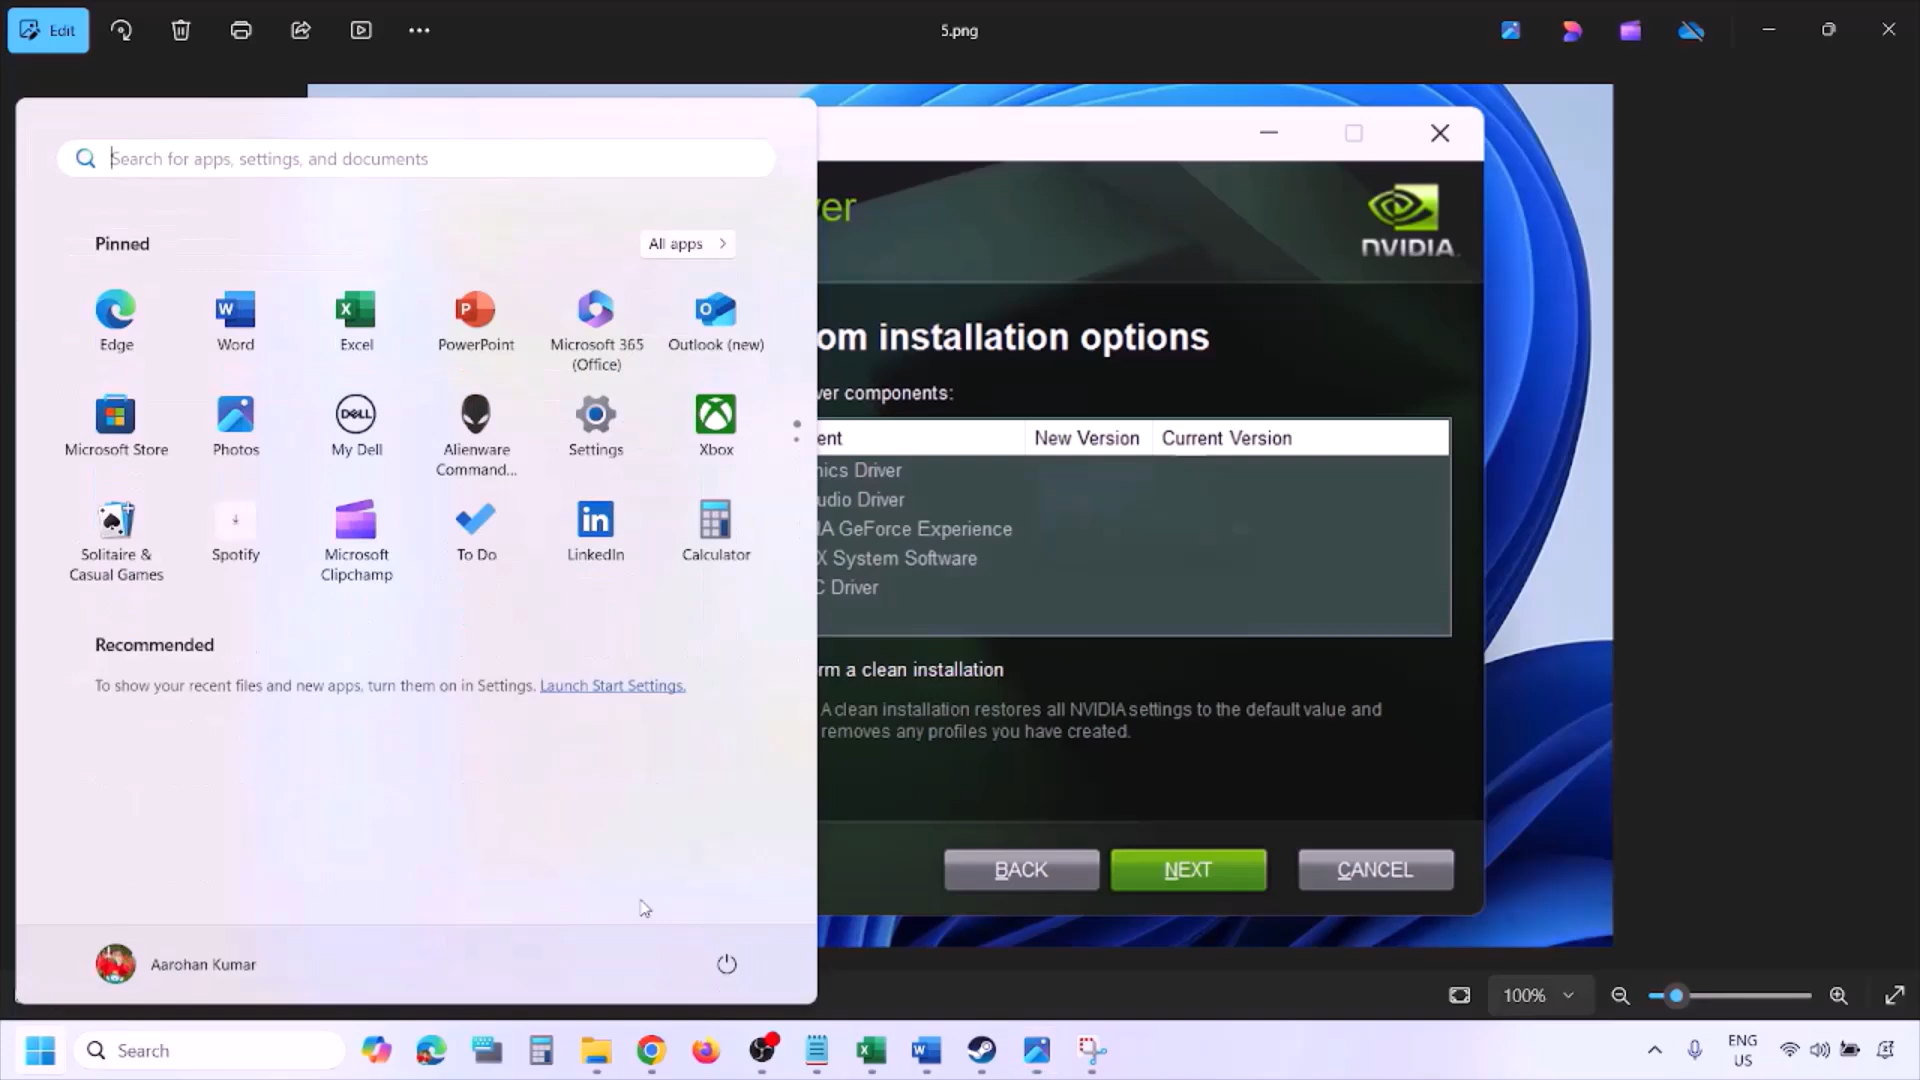 Edit
5.png
Search for apps, settings, and documents
Pinned
All apps
Edge
Word
Excel
PowerPoint
Microsoft 365
(Office)
Outlook (new)
Microsoft Store
Photos
DELL
My Dell
Alienware
Command...
Settings
Xbox
Solitaire &
Casual Games
Spotify
Microsoft
Clipchamp
To Do
LinkedIn
Calculator
Recommended
To show your recent files and new apps, turn them on in Settings. Launch Start Settings.
Aarohan Kumar
ver
NVIDIA.
om installation options
ver components:
ent
New Version
Current Version
hics Driver
udio Driver
IA GeForce Experience
X System Software
C Driver
rm a clean installation
A clean installation restores all NVIDIA settings to the default value and
removes any profiles you have created.
BACK
NEXT
CANCEL
100%
Search
ENG
US